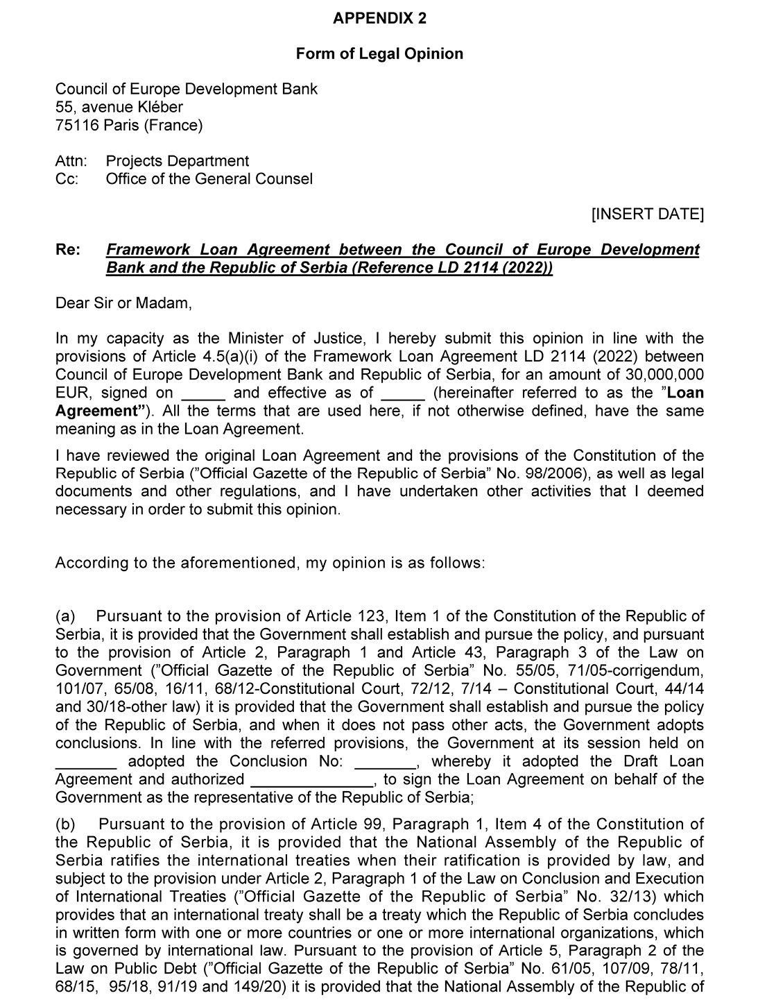 APPENDIX 2
Form of Legal Opinion
Council of Europe Development Bank
55, avenue Kléber
75116 Paris (France)
Attn: Projects Department
Cc: Office of the General Counsel
[INSERT DATE]
Re: Framework Loan Agreement between the Council of Europe Development
Bank and the Republic of Serbia (Reference LD 2114 (2022))
Dear Sir or Madam,
In my capacity as the Minister of Justice, I hereby submit this opinion in line with the
provisions of Article 4.5(a)(i) of the Framework Loan Agreement LD 2114 (2022) between
Council of Europe Development Bank and Republic of Serbia, for an amount of 30,000,000
EUR, signed on _____ and effective as of _____ (hereinafter referred to as the ”Loan
Agreement”). All the terms that are used here, if not otherwise defined, have the same
meaning as in the Loan Agreement.
I have reviewed the original Loan Agreement and the provisions of the Constitution of the
Republic of Serbia (”Official Gazette of the Republic of Serbia” No. 98/2006), as well as legal
documents and other regulations, and I have undertaken other activities that I deemed
necessary in order to submit this opinion.
According to the aforementioned, my opinion is as follows:
(a) Pursuant to the provision of Article 123, Item 1 of the Constitution of the Republic of
Serbia, it is provided that the Government shall establish and pursue the policy, and pursuant
to the provision of Article 2, Paragraph 1 and Article 43, Paragraph 3 of the Law on
Government (”Official Gazette of the Republic of Serbia” No. 55/05, 71/05-corrigendum,
101/07, 65/08, 16/11, 68/12-Constitutional Court, 72/12, 7/14 – Constitutional Court, 44/14
and 30/18-other law) it is provided that the Government shall establish and pursue the policy
of the Republic of Serbia, and when it does not pass other acts, the Government adopts
conclusions. In line with the referred provisions, the Government at its session held on
_______ adopted the Conclusion No: _______, whereby it adopted the Draft Loan
Agreement and authorized ______________, to sign the Loan Agreement on behalf of the
Government as the representative of the Republic of Serbia;
(b) Pursuant to the provision of Article 99, Paragraph 1, Item 4 of the Constitution of
the Republic of Serbia, it is provided that the National Assembly of the Republic of
Serbia ratifies the international treaties when their ratification is provided by law, and
subject to the provision under Article 2, Paragraph 1 of the Law on Conclusion and Execution
of International Treaties (”Official Gazette of the Republic of Serbia” No. 32/13) which
provides that an international treaty shall be a treaty which the Republic of Serbia concludes
in written form with one or more countries or one or more international organizations, which
is governed by international law. Pursuant to the provision of Article 5, Paragraph 2 of the
Law on Public Debt (”Official Gazette of the Republic of Serbia” No. 61/05, 107/09, 78/11,
68/15, 95/18, 91/19 and 149/20) it is provided that the National Assembly of the Republic of